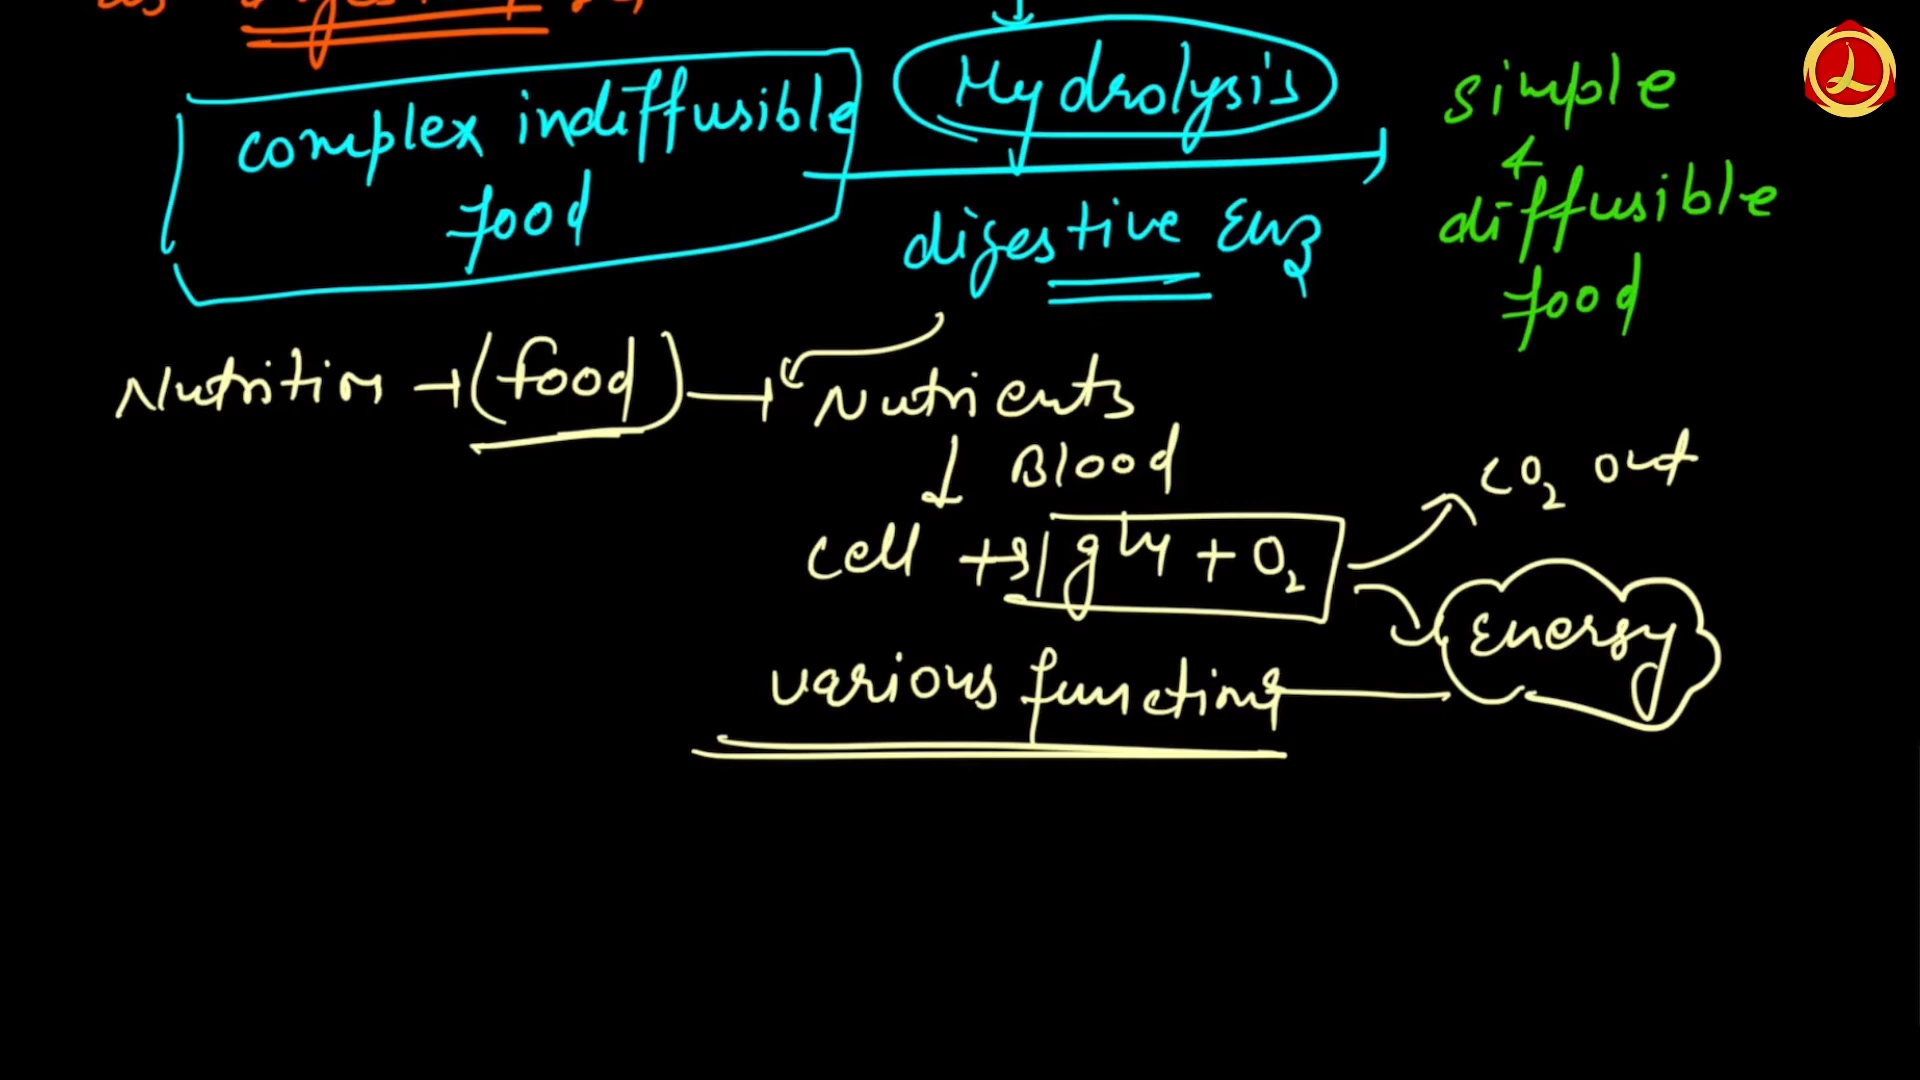 Hydrolysis
complex indiffusible food
digestive Enz
simple
&
diffusible
food
Nutrition → (food) → Nutrients
↓ Blood
cell → gly + O₂
CO₂ out
Energy
various functions